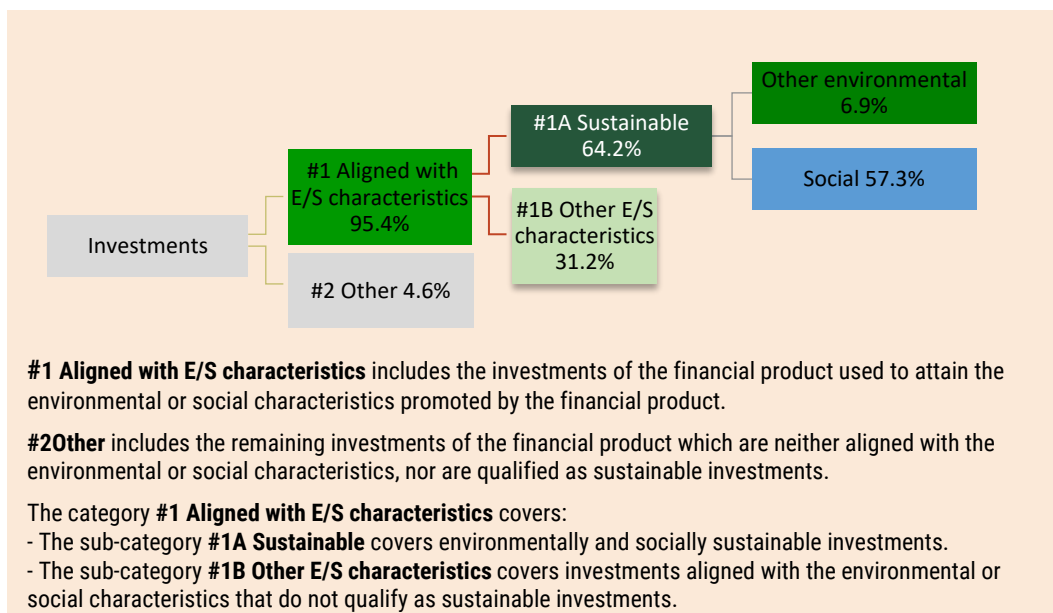 Investments
#1 Aligned with
E/S characteristics
95.4%
#2 Other 4.6%
#1A Sustainable
64.2%
#1B Other E/S
characteristics
31.2%
Other environmental
6.9%
Social 57.3%
#1 Aligned with E/S characteristics includes the investments of the financial product used to attain the
environmental or social characteristics promoted by the financial product.
#2Other includes the remaining investments of the financial product which are neither aligned with the
environmental or social characteristics, nor are qualified as sustainable investments.
The category #1 Aligned with E/S characteristics covers:
- The sub-category #1A Sustainable covers environmentally and socially sustainable investments.
- The sub-category #1B Other E/S characteristics covers investments aligned with the environmental or
social characteristics that do not qualify as sustainable investments.